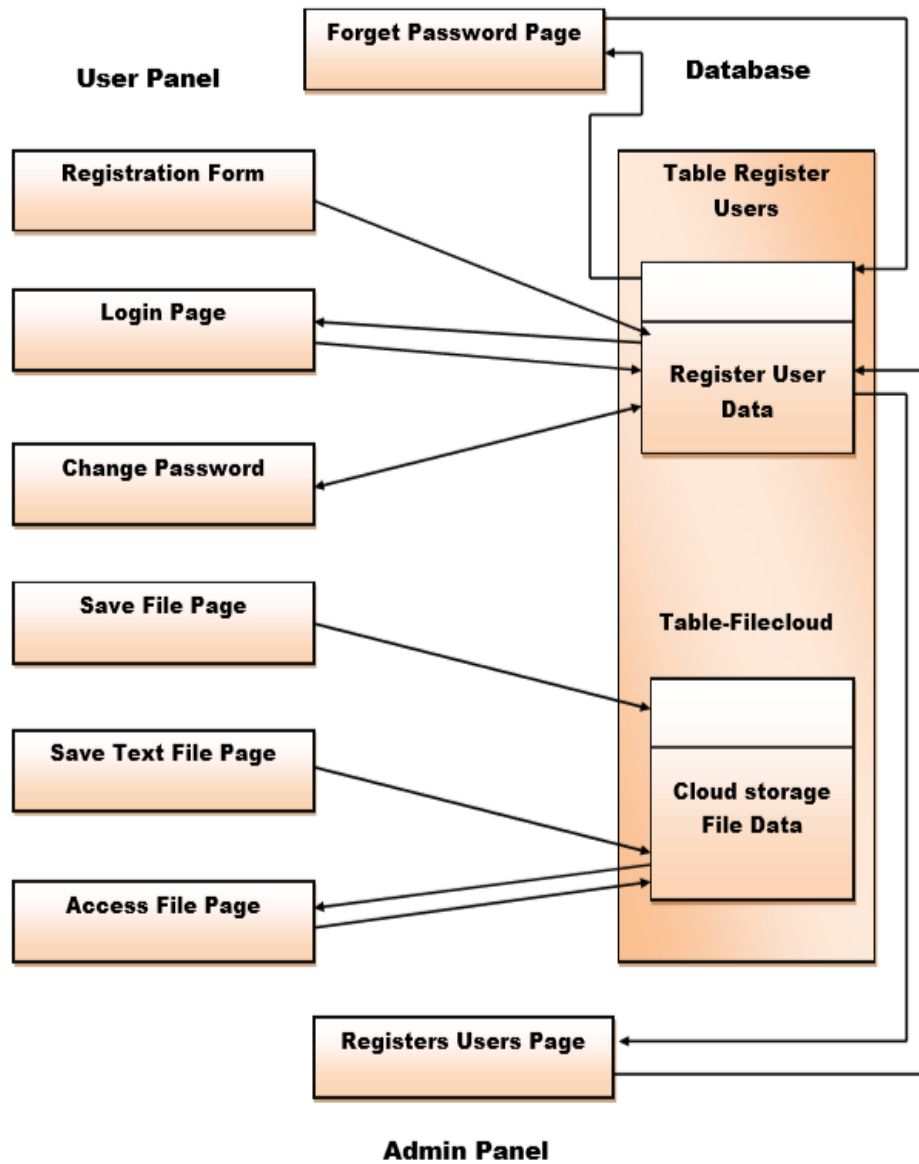 Forget Password Page
User Panel
Database
Registration Form
Table Register
Users
Login Page
Register User
Data
Change Password
Save File Page
Table-Filecloud
Save Text File Page
Cloud storage
File Data
Access File Page
Registers Users Page
Admin Panel